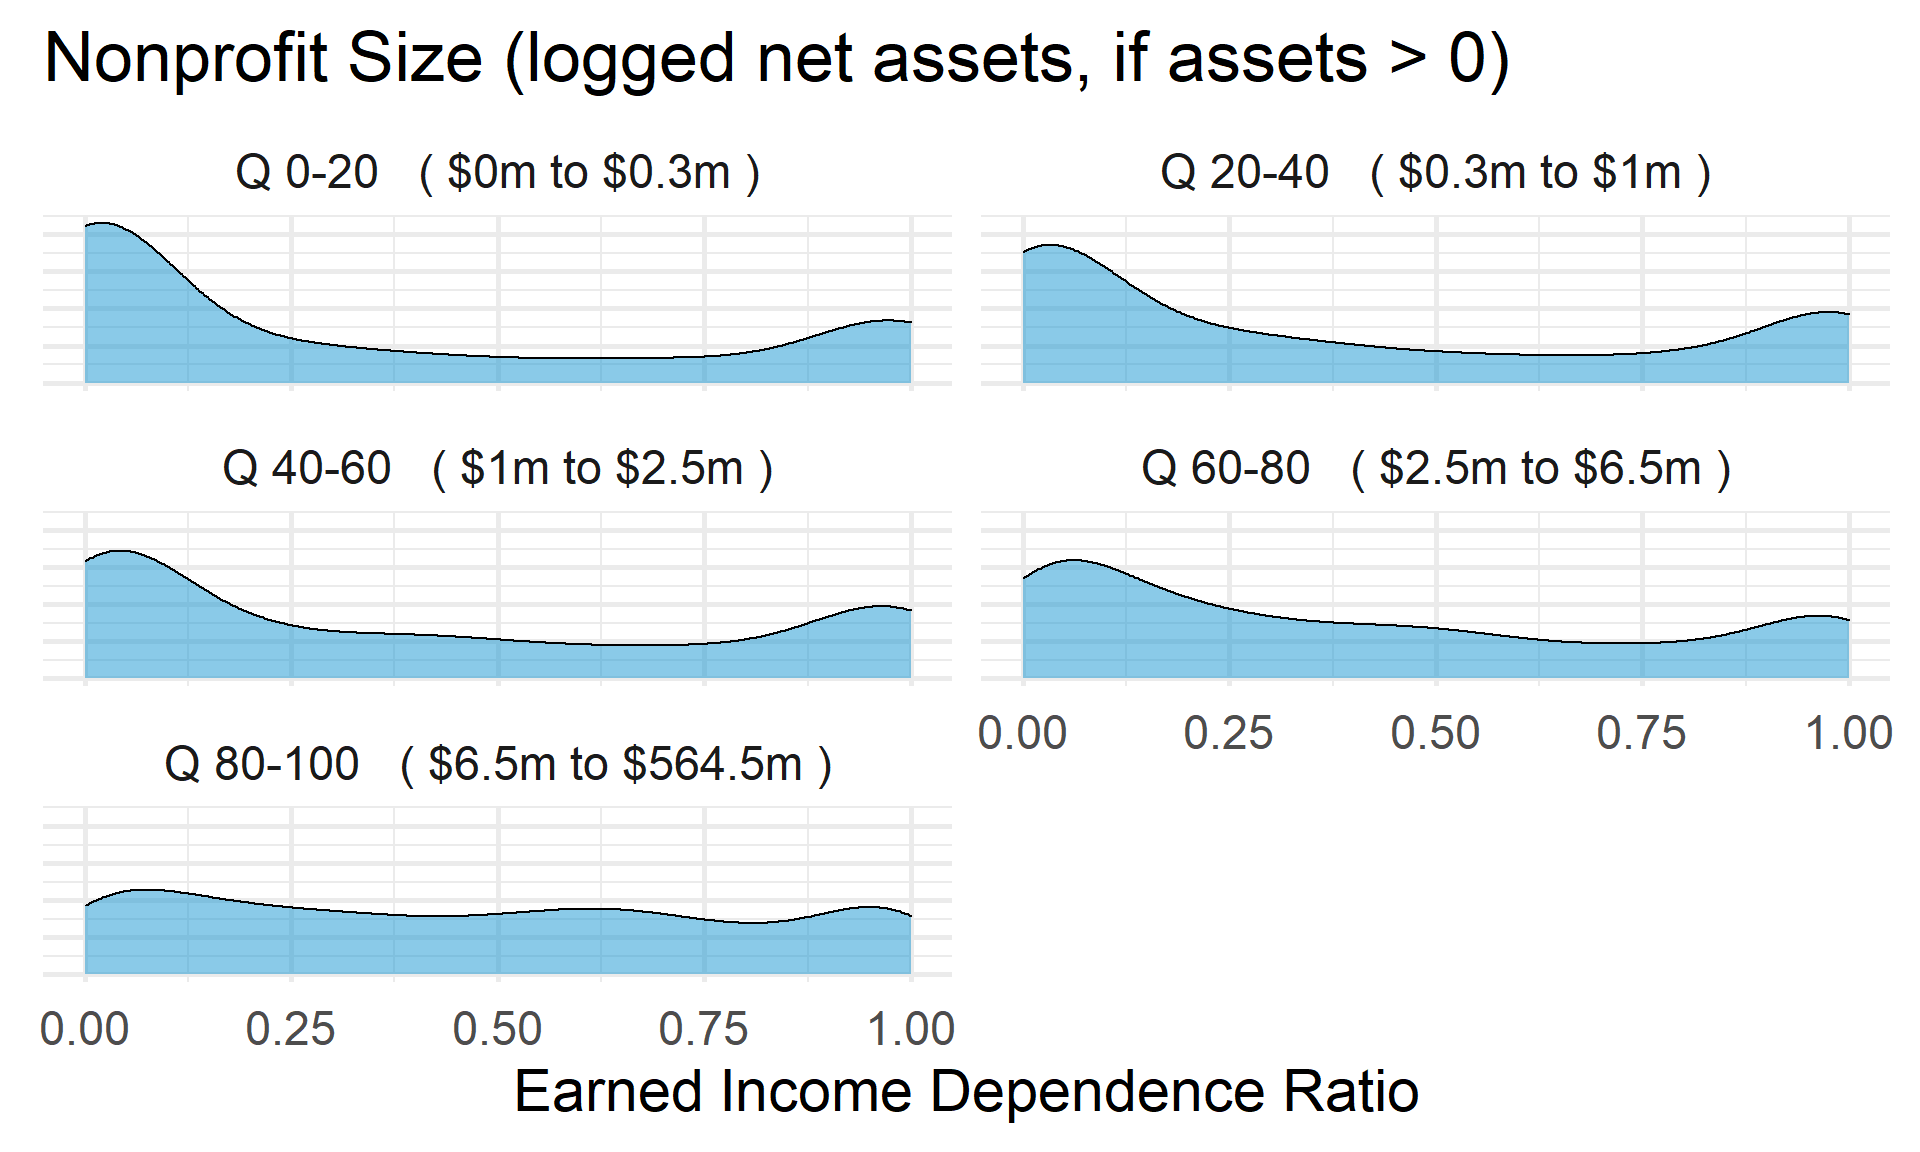 Nonprofit Size (logged net assets, if assets > 0)
Q 0-20 ( $0m to $0.3m )
Q 20-40 ( $0.3m to $1m )
Q 40-60 ( $1m to $2.5m )
Q 60-80 ( $2.5m to $6.5m )
0.00 0.25 0.50 0.75 1.00
Q 80-100 ( $6.5m to $564.5m )
0.00 0.25 0.50 0.75 1.00
Earned Income Dependence Ratio